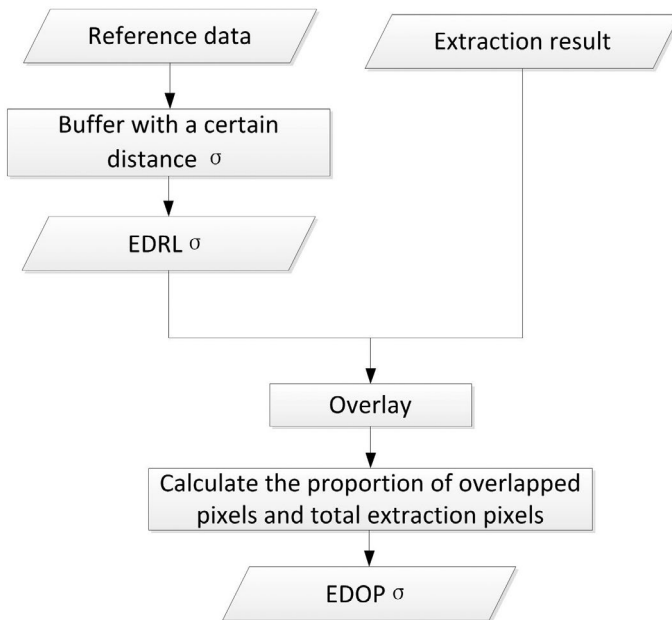 Reference data
Extraction result
Buffer with a certain
distance σ
EDRL σ
Overlay
Calculate the proportion of overlapped
pixels and total extraction pixels
EDOP σ